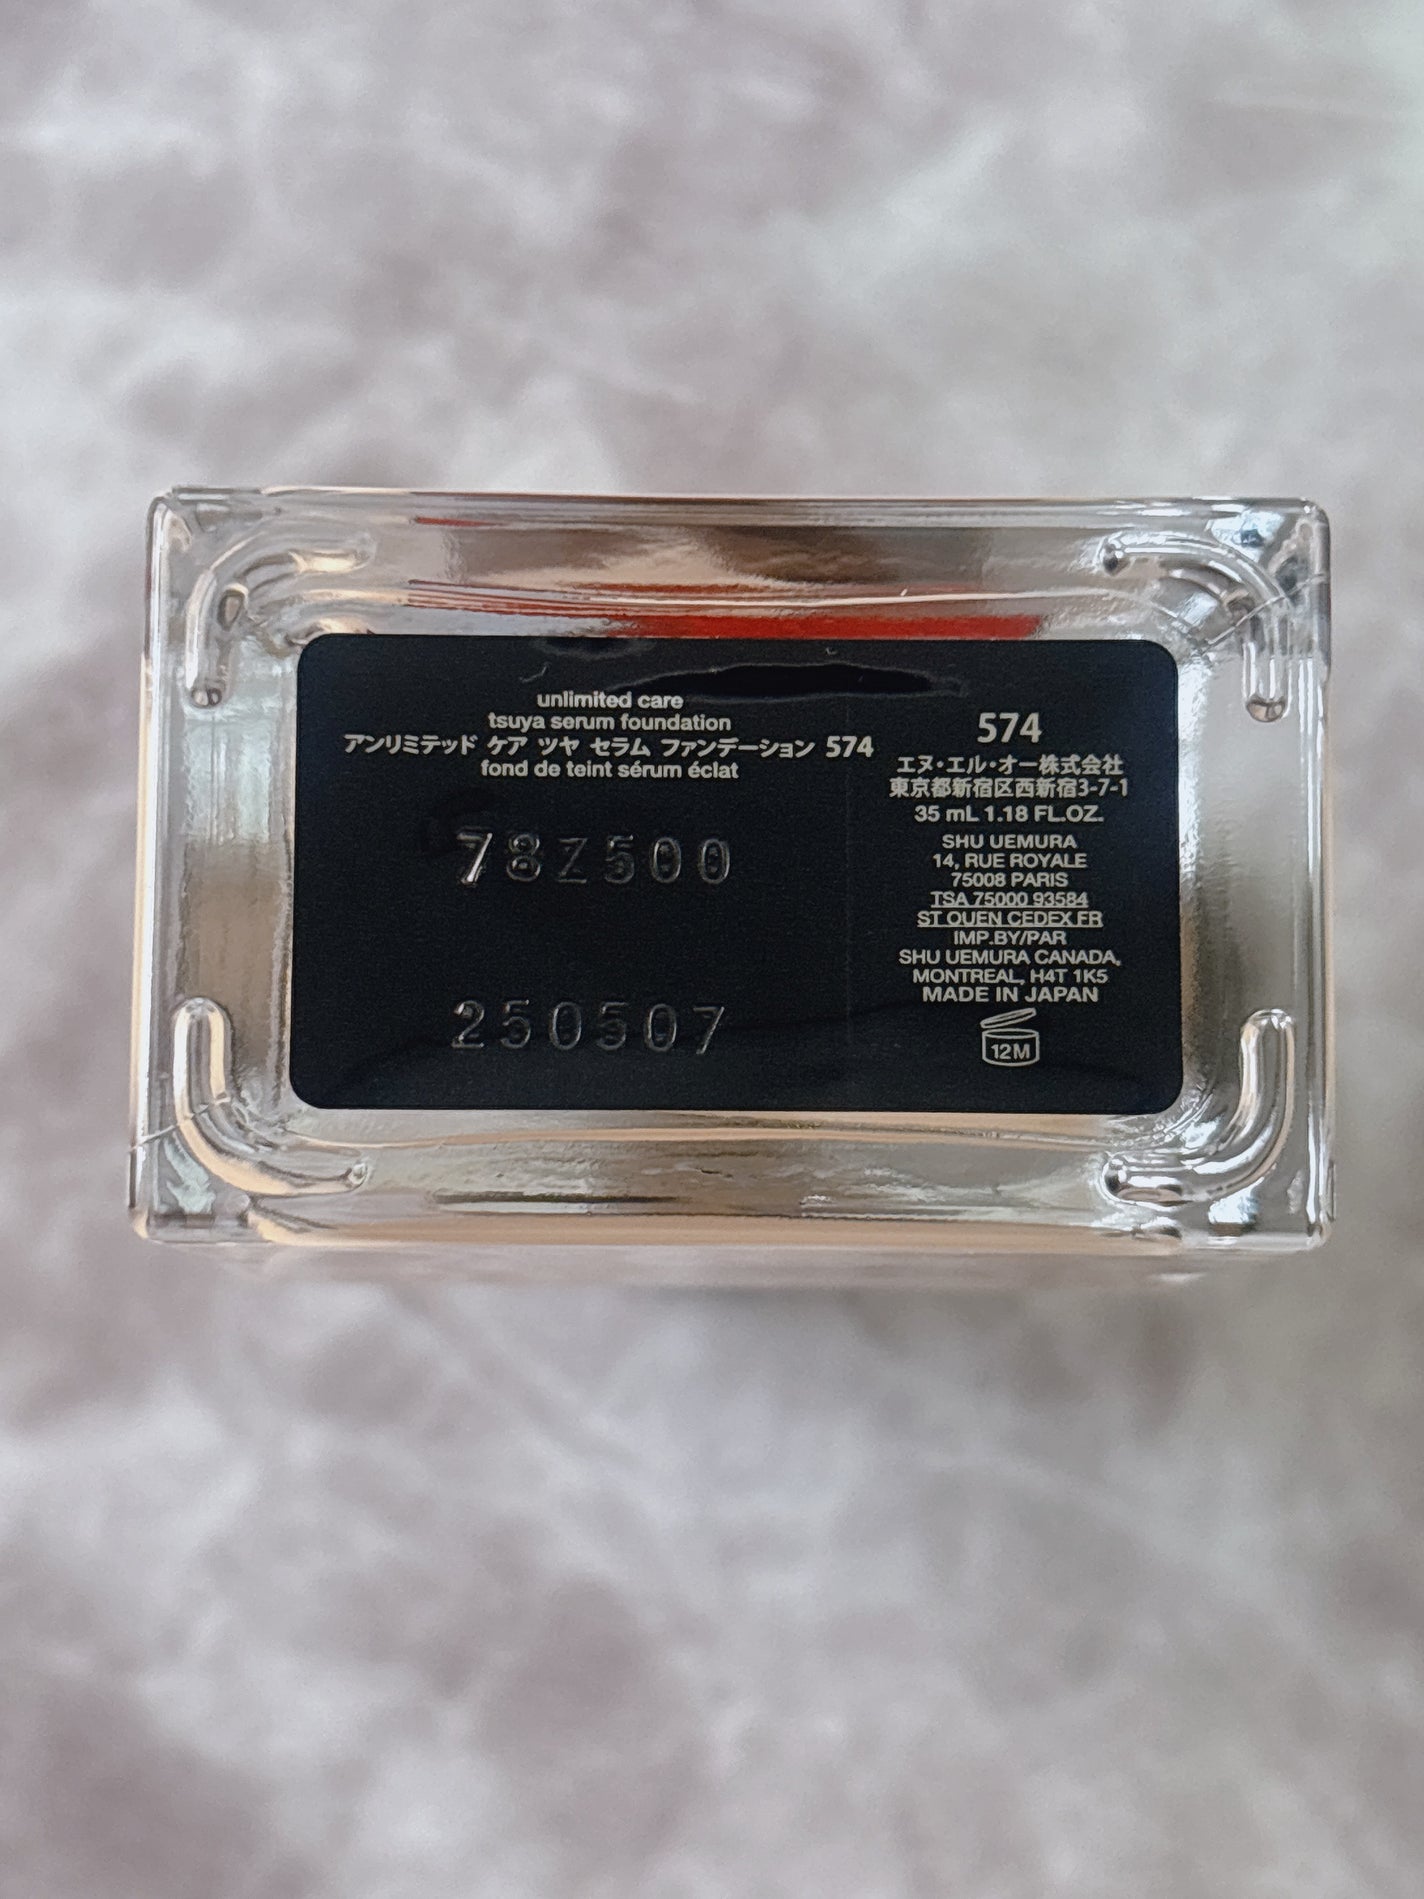 unlimited care
tsuya serum foundation
アンリミテッド ケア ツヤ セラム ファンデーション 574
fond de teint sérum éclat
78Z500
250507
574
エヌ・エル・オー株式会社
東京都新宿区西新宿3-7-1
35 mL 1.18 FL.OZ.
SHU UEMURA
14, RUE ROYALE
75008 PARIS
TSA 75000 93584
ST OUEN CEDEX FR
IMP.BY/PAR
SHU UEMURA CANADA,
MONTREAL, H4T 1K5
MADE IN JAPAN
12M